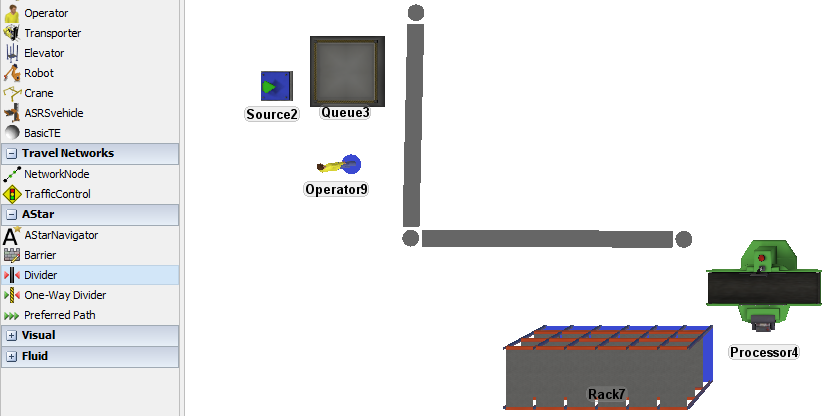 Operator
Transporter
Elevator
Robot
Crane
ASRSvehicle
BasicTE
Travel Networks
NetworkNode
TrafficControl
AStar
AStarNavigator
Barrier
Divider
One-Way Divider
Preferred Path
Visual
Fluid
Source2
Queue3
Operator9
Processor4
Rack7